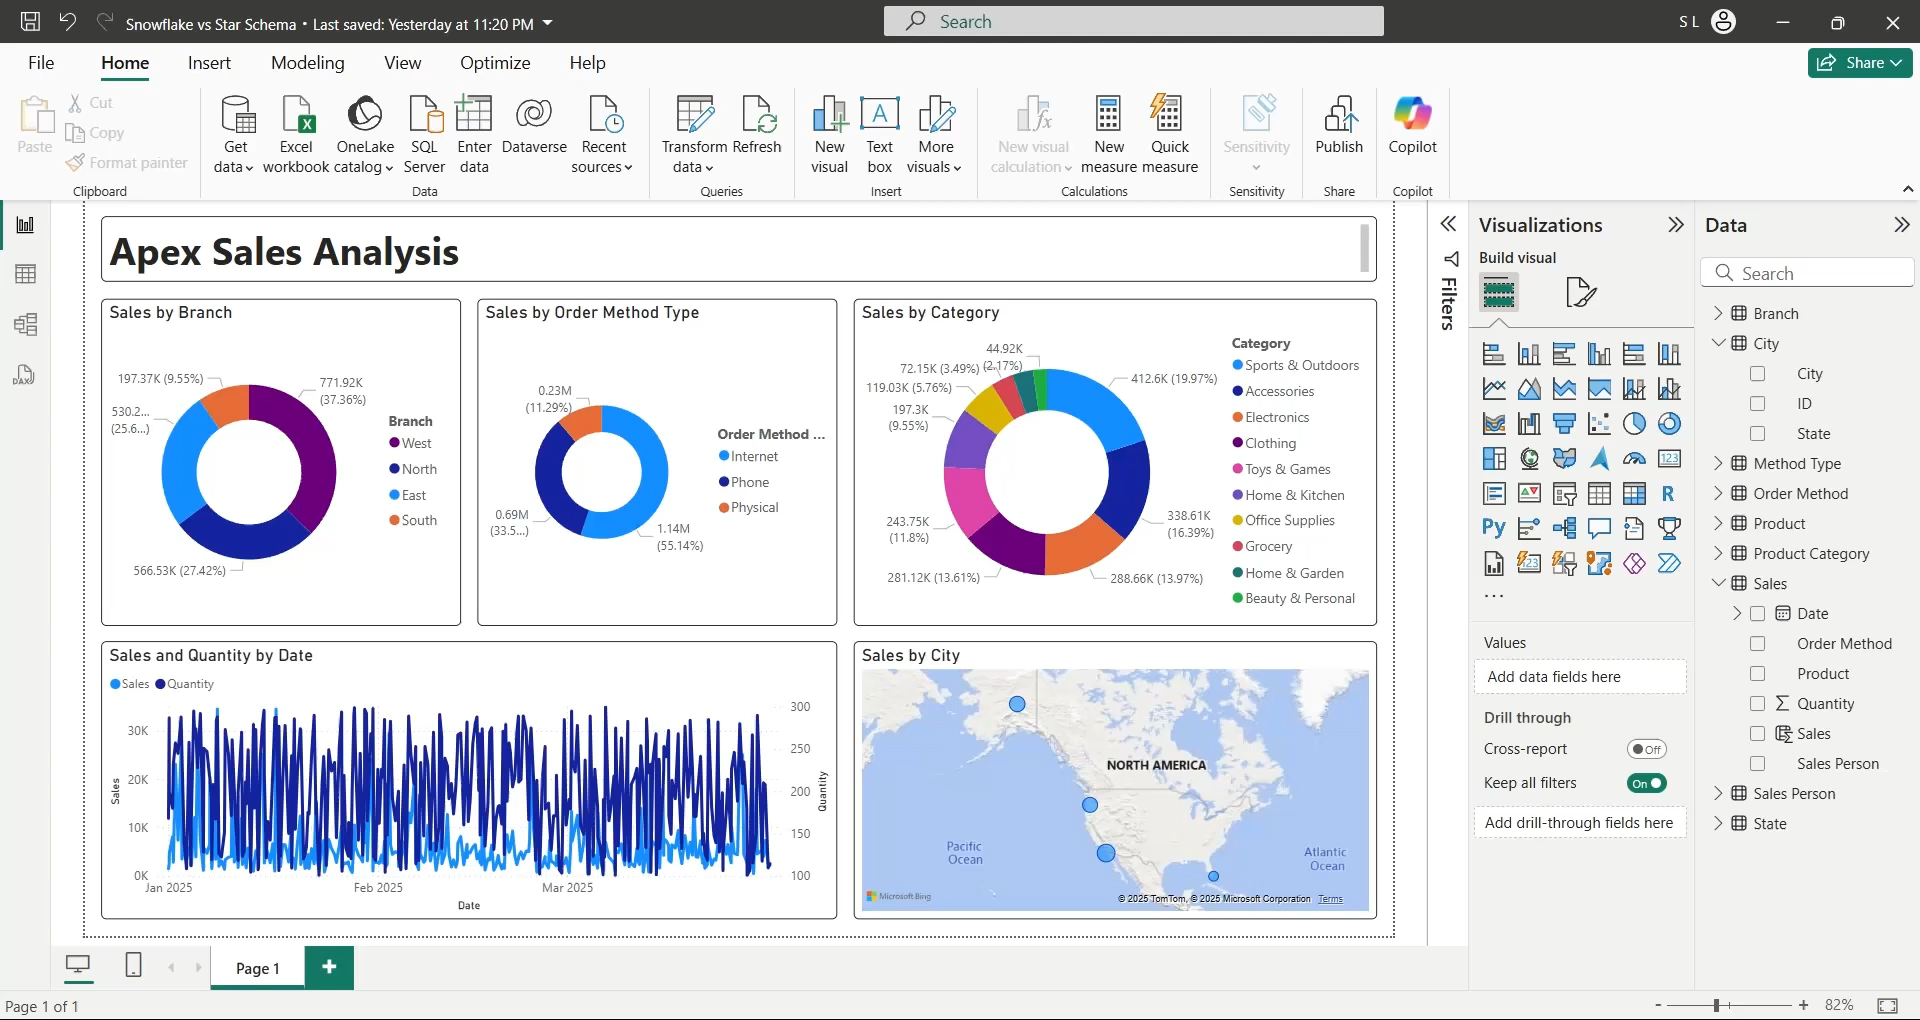 Snowflake vs Star Schema • Last saved: Yesterday at 11:20 PM
Search
S L
File
Home
Insert
Modeling
View
Optimize
Help
Share
Paste
Cut
Copy
Format painter
Clipboard
Get data
Excel workbook
OneLake catalog
SQL Server
Enter data
Dataverse
Recent sources
Data
Transform data
Refresh
Queries
New visual
Text box
More visuals
Insert
New visual calculation
New measure
Quick measure
Calculations
Sensitivity
Sensitivity
Publish
Share
Copilot
Copilot
Apex Sales Analysis
Sales by Branch
197.37K (9.55%)
771.92K
(37.36%)
530.2...
(25.6...)
566.53K (27.42%)
Branch
West
North
East
South
Sales by Order Method Type
0.23M
(11.29%)
0.69M
(33.5...)
1.14M
(55.14%)
Order Method ...
Internet
Phone
Physical
Sales by Category
44.92K
(2.17%)
72.15K (3.49%)
119.03K (5.76%)
197.3K
(9.55%)
243.75K
(11.8%)
281.12K (13.61%)
412.6K (19.97%)
338.61K
(16.39%)
288.66K (13.97%)
Category
Sports & Outdoors
Accessories
Electronics
Clothing
Toys & Games
Home & Kitchen
Office Supplies
Grocery
Home & Garden
Beauty & Personal
Sales and Quantity by Date
Sales
Quantity
30K
20K
10K
0K
Sales
300
250
200
150
100
Quantity
Jan 2025
Feb 2025
Mar 2025
Date
Sales by City
NORTH AMERICA
Pacific
Ocean
Atlantic
Ocean
Microsoft Bing
© 2025 TomTom, © 2025 Microsoft Corporation Terms
Filters
Visualizations
Build visual
123
R
Py
123
...
Values
Add data fields here
Drill through
Cross-report
Off
Keep all filters
On
Add drill-through fields here
Data
Search
Branch
City
City
ID
State
Method Type
Order Method
Product
Product Category
Sales
Date
Order Method
Product
Quantity
Sales
Sales Person
Sales Person
State
DAX
Page 1
+
Page 1 of 1
- + 82%